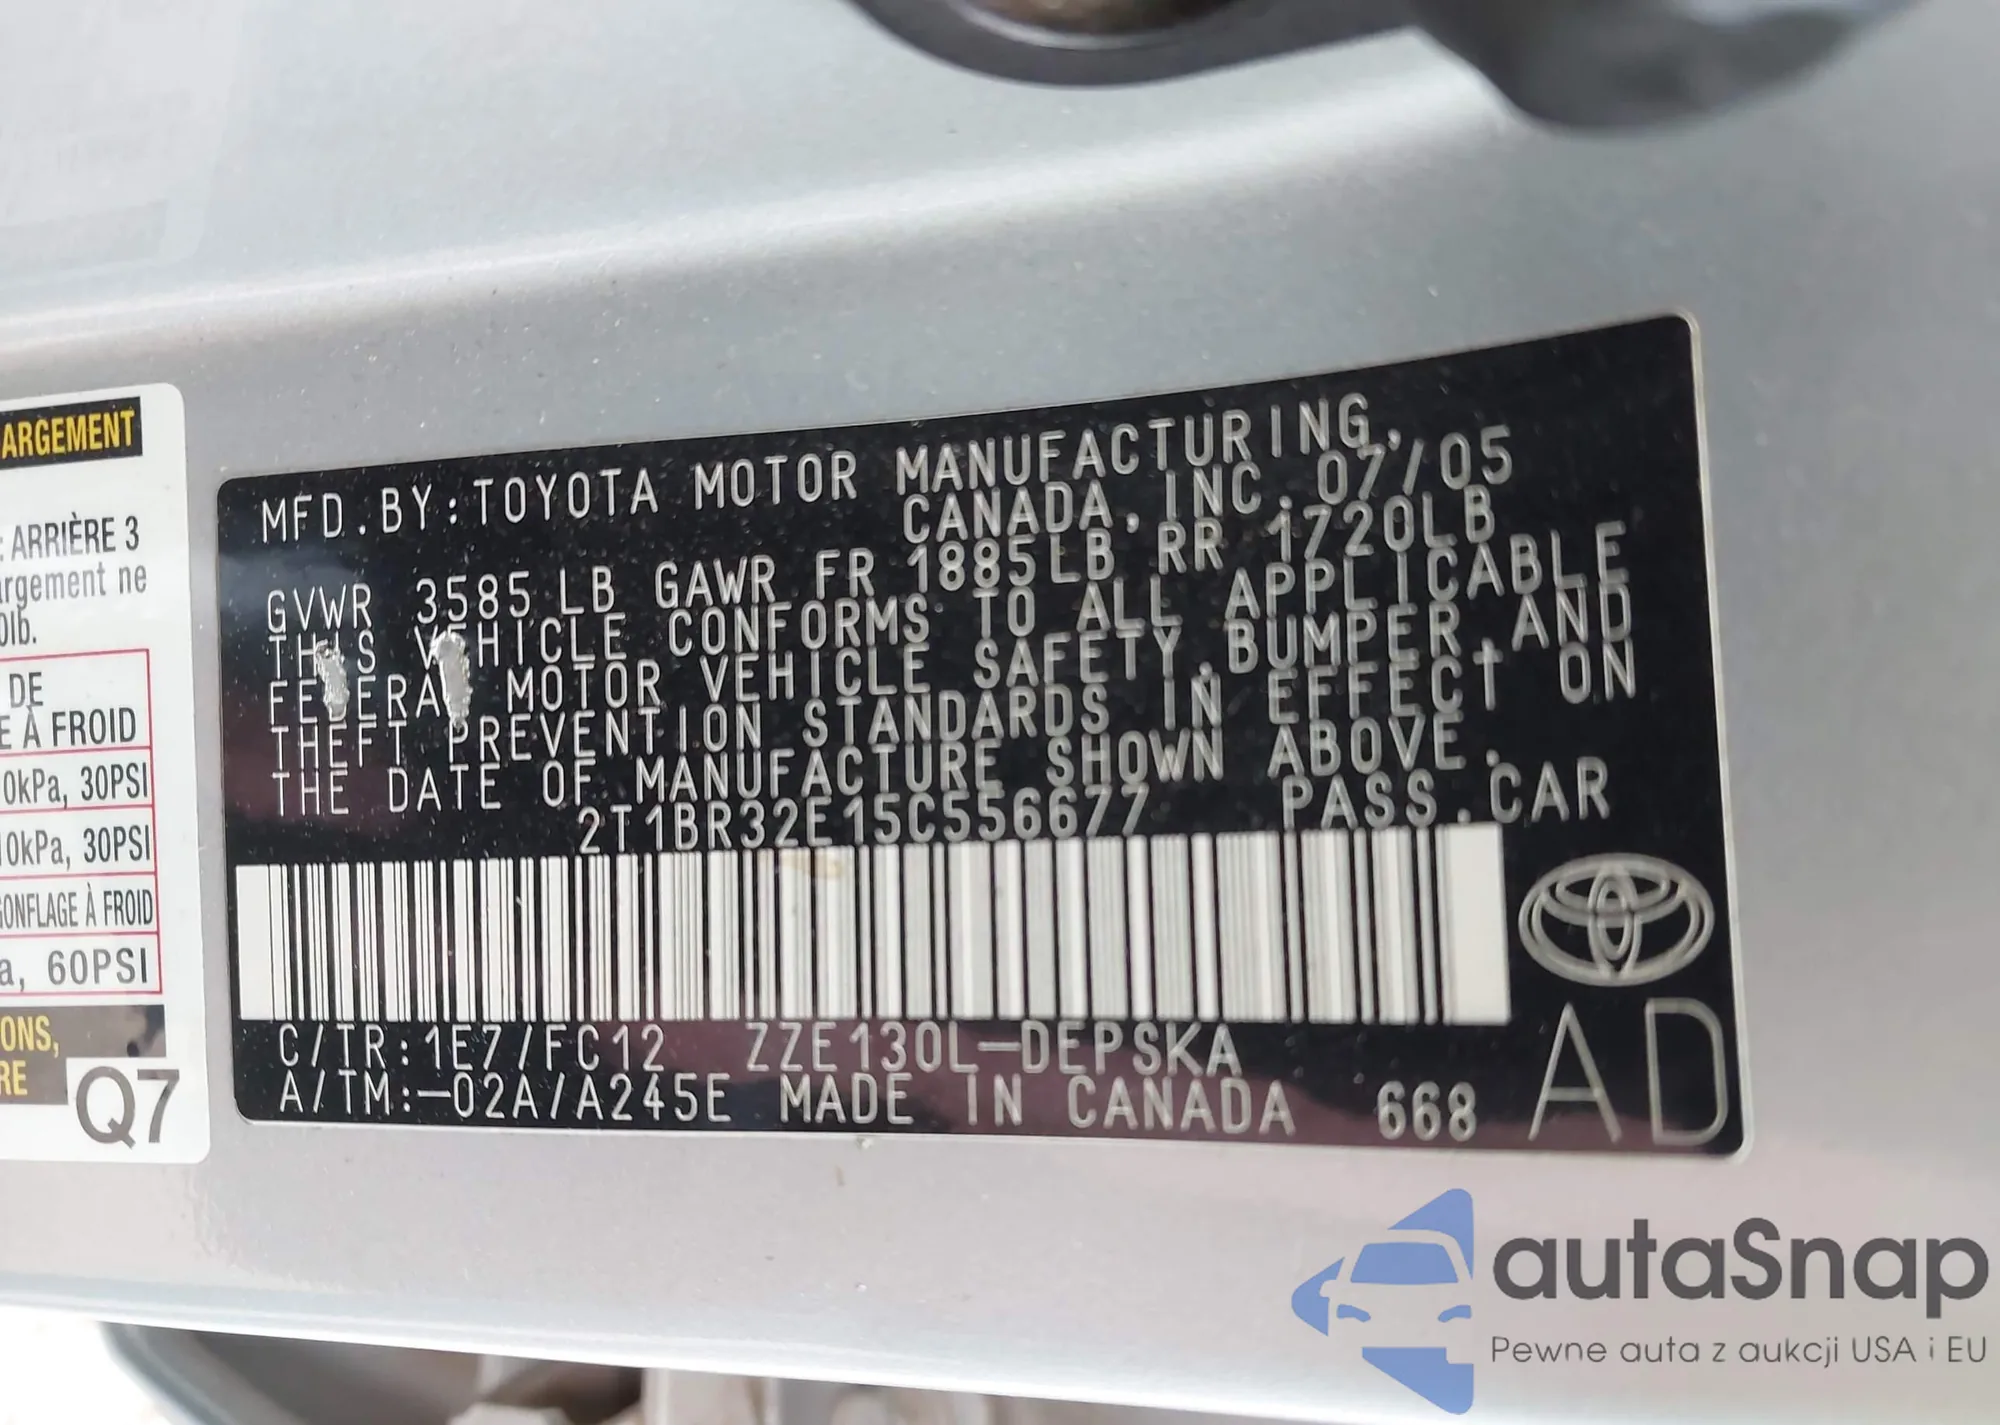 ARGEMENT
: ARRIÈRE 3
argement ne
0lb.
DE
E À FROID
0kPa, 30PSI
10kPa, 30PSI
GONFLAGE À FROID
a, 60PSI
ONS,
RE
Q7
MFD.BY:TOYOTA MOTOR MANUFACTURING,
CANADA,INC.07/05
GVWR 3585LB GAWR FR 1885LB RR 1720LB
THIS VEHICLE CONFORMS TO ALL APPLICABLE
FEDERAL MOTOR VEHICLE SAFETY,BUMPER,AND
THEFT PREVENTION STANDARDS IN EFFECT ON
THE DATE OF MANUFACTURE SHOWN ABOVE.
2T1BR32E15C556677 PASS.CAR
C/TR:1E7/FC12 ZZE130L-DEPSKA
A/TM:-02A/A245E MADE IN CANADA 668
AD
autaSnap
Pewne auta z aukcji USA i EU